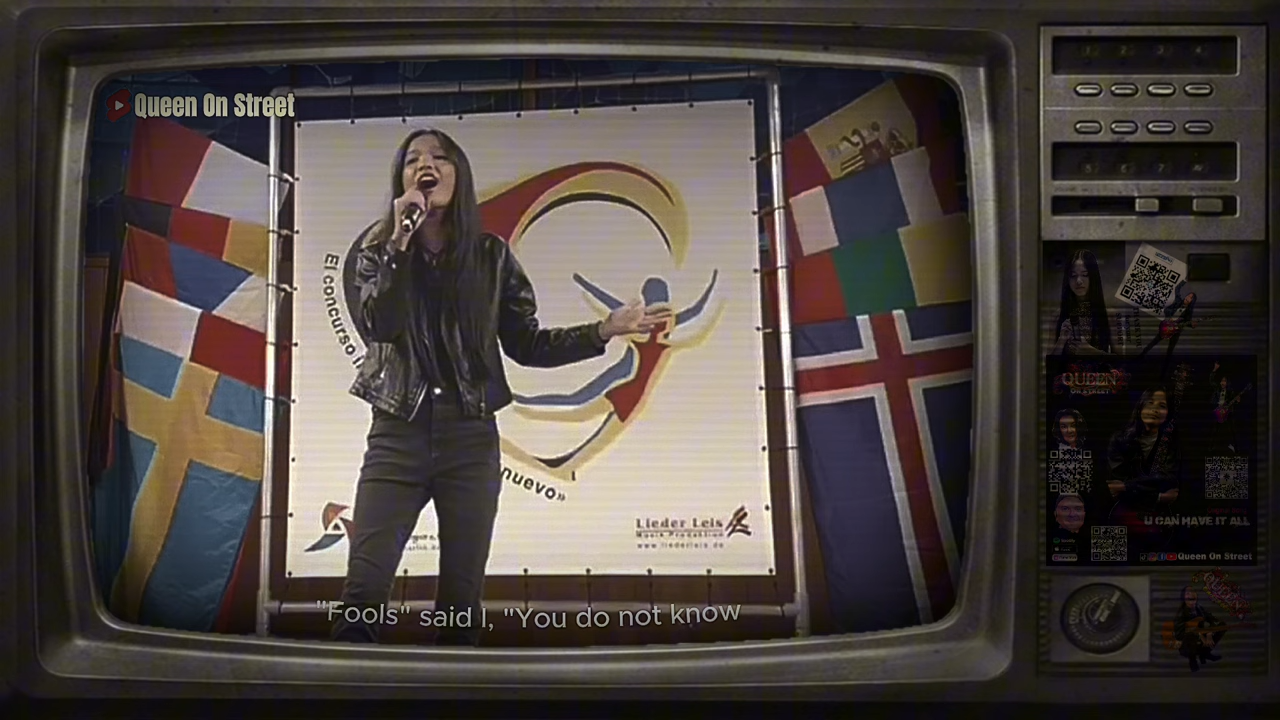 Queen On Street
El concurso i
nuevo»
Lieder Leis
Musik Produktion
www.liederleis.de
"Fools" said I, "You do not know
QUEEN
ON STREET
U CAN HAVE IT ALL
Queen On Street